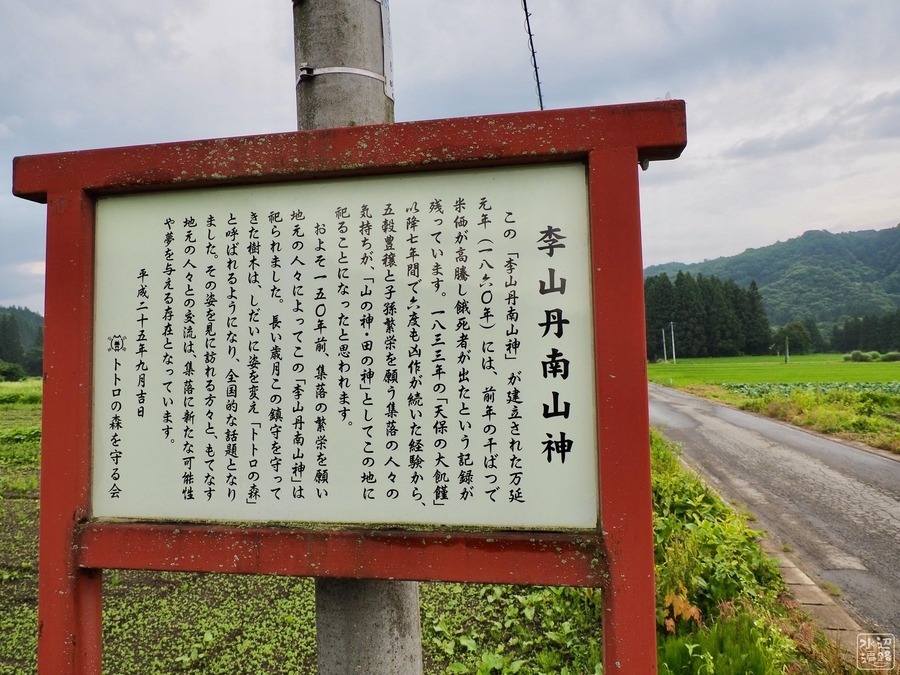 李山丹南山神
この「李山丹南山神」が建立された万延
元年（一八六〇年）には、前年の干ばつで
米価が高騰し餓死者が出たという記録が
残っています。一八三三年の「天保の大飢饉」
以降七年間で六度も凶作が続いた経験から、
五穀豊穣と子孫繁栄を願う集落の人々の
気持ちが、「山の神・田の神」としてこの地に
祀ることになったと思われます。
およそ一五〇年前、集落の繁栄を願い
地元の人々によってこの「李山丹南山神」は
祀られました。長い歳月この鎮守を守って
きた樹木は、しだいに姿を変え「トトロの森」
と呼ばれるようになり、全国的な話題となり
ました。その姿を見に訪れる方々と、もてなす
地元の人々との交流は、集落に新たな可能性
や夢を与える存在となっています。
平成二十五年九月吉日
トトロの森を守る会